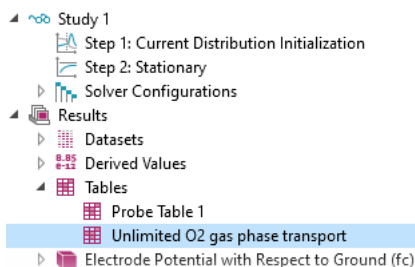 Study 1
Step 1: Current Distribution Initialization
Step 2: Stationary
Solver Configurations
Results
Datasets
8.85
e-12
Derived Values
Tables
Probe Table 1
Unlimited O2 gas phase transport
Electrode Potential with Respect to Ground (fc)